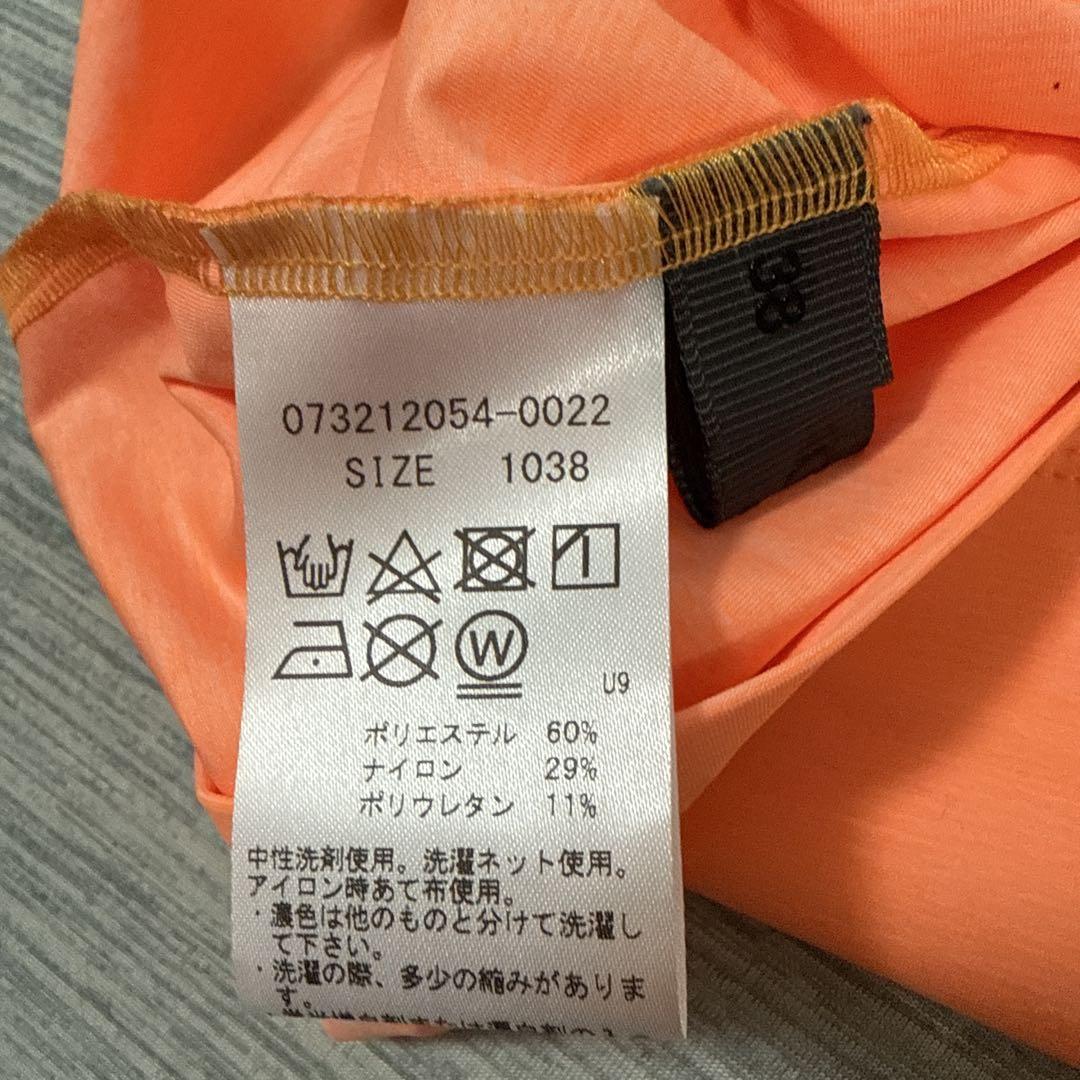 38
073212054-0022
SIZE 1038
W
U9
ポリエステル 60%
ナイロン 29%
ポリウレタン 11%
中性洗剤使用。洗濯ネット使用。
アイロン時あて布使用。
・濃色は他のものと分けて洗濯し
て下さい。
・洗濯の際、多少の縮みがありま
す。